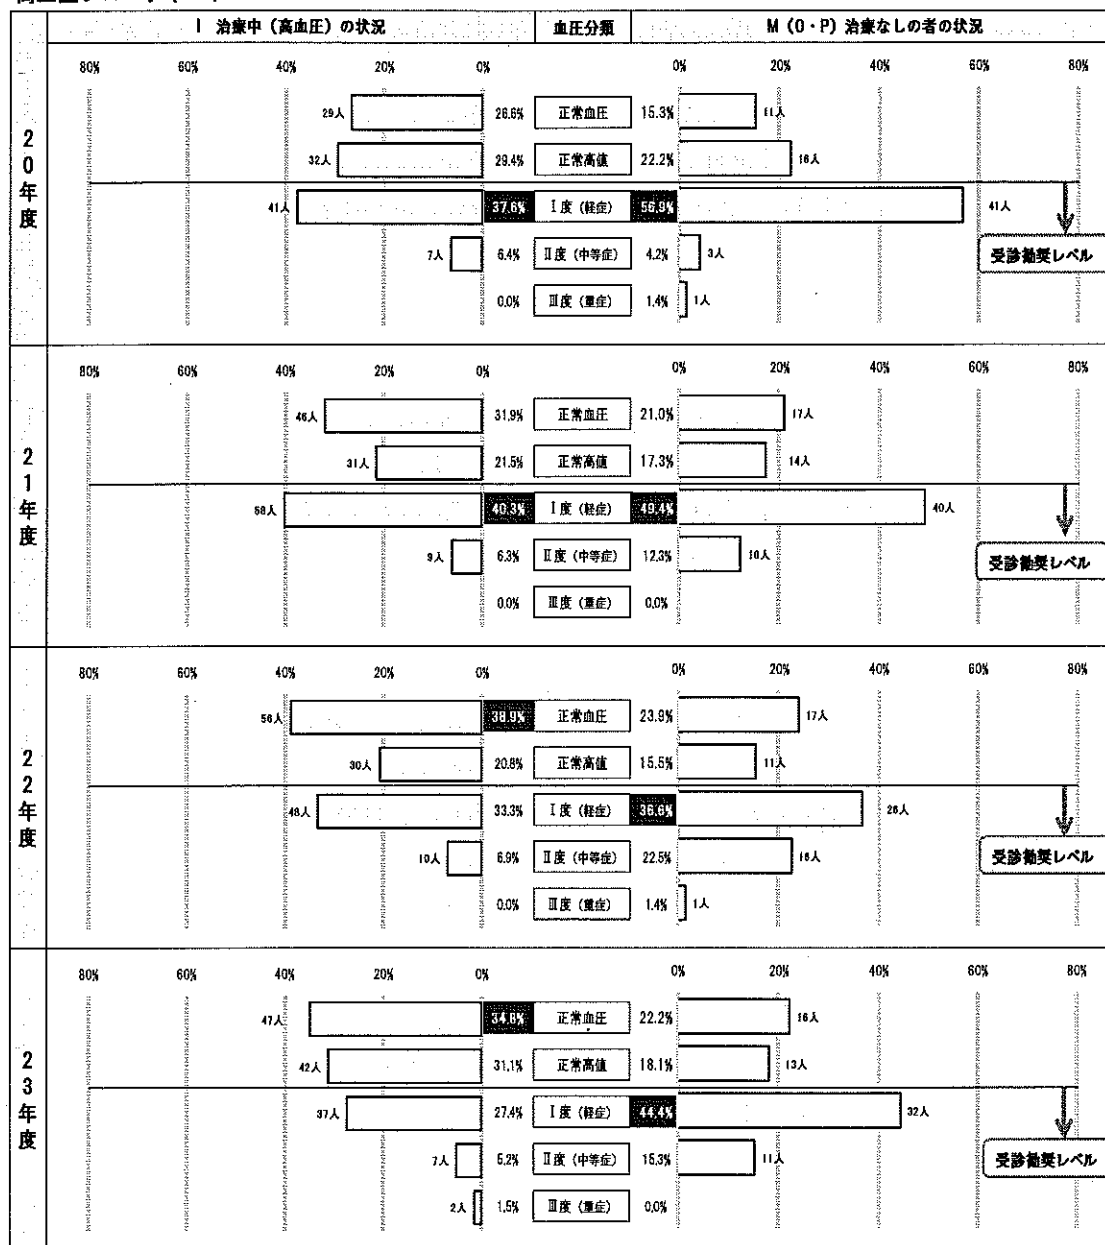 I 治療中(高血圧)の状況 血圧分類 M(O・P)治療なしの者の状況
20年度
80% 60% 40% 20% 0% 0% 20% 40% 60% 80%
29人 26.6% 正常血圧 15.3% 11人
32人 29.4% 正常高値 22.2% 16人
41人 37.6% Ⅰ度(軽症) 56.9% 41人
7人 6.4% Ⅱ度(中等症) 4.2% 3人 受診勧奨レベル
0.0% Ⅲ度(重症) 1.4% 1人
21年度
80% 60% 40% 20% 0% 0% 20% 40% 60% 80%
46人 31.9% 正常血圧 21.0% 17人
31人 21.5% 正常高値 17.3% 14人
58人 40.3% Ⅰ度(軽症) 49.4% 40人
9人 6.3% Ⅱ度(中等症) 12.3% 10人 受診勧奨レベル
0.0% Ⅲ度(重症) 0.0%
22年度
80% 60% 40% 20% 0% 0% 20% 40% 60% 80%
56人 38.9% 正常血圧 23.9% 17人
30人 20.8% 正常高値 15.5% 11人
48人 33.3% Ⅰ度(軽症) 36.6% 26人
10人 6.9% Ⅱ度(中等症) 22.5% 16人 受診勧奨レベル
0.0% Ⅲ度(重症) 1.4% 1人
23年度
80% 60% 40% 20% 0% 0% 20% 40% 60% 80%
47人 34.8% 正常血圧 22.2% 16人
42人 31.1% 正常高値 18.1% 13人
37人 27.4% Ⅰ度(軽症) 44.4% 32人
7人 5.2% Ⅱ度(中等症) 15.3% 11人 受診勧奨レベル
2人 1.5% Ⅲ度(重症) 0.0%